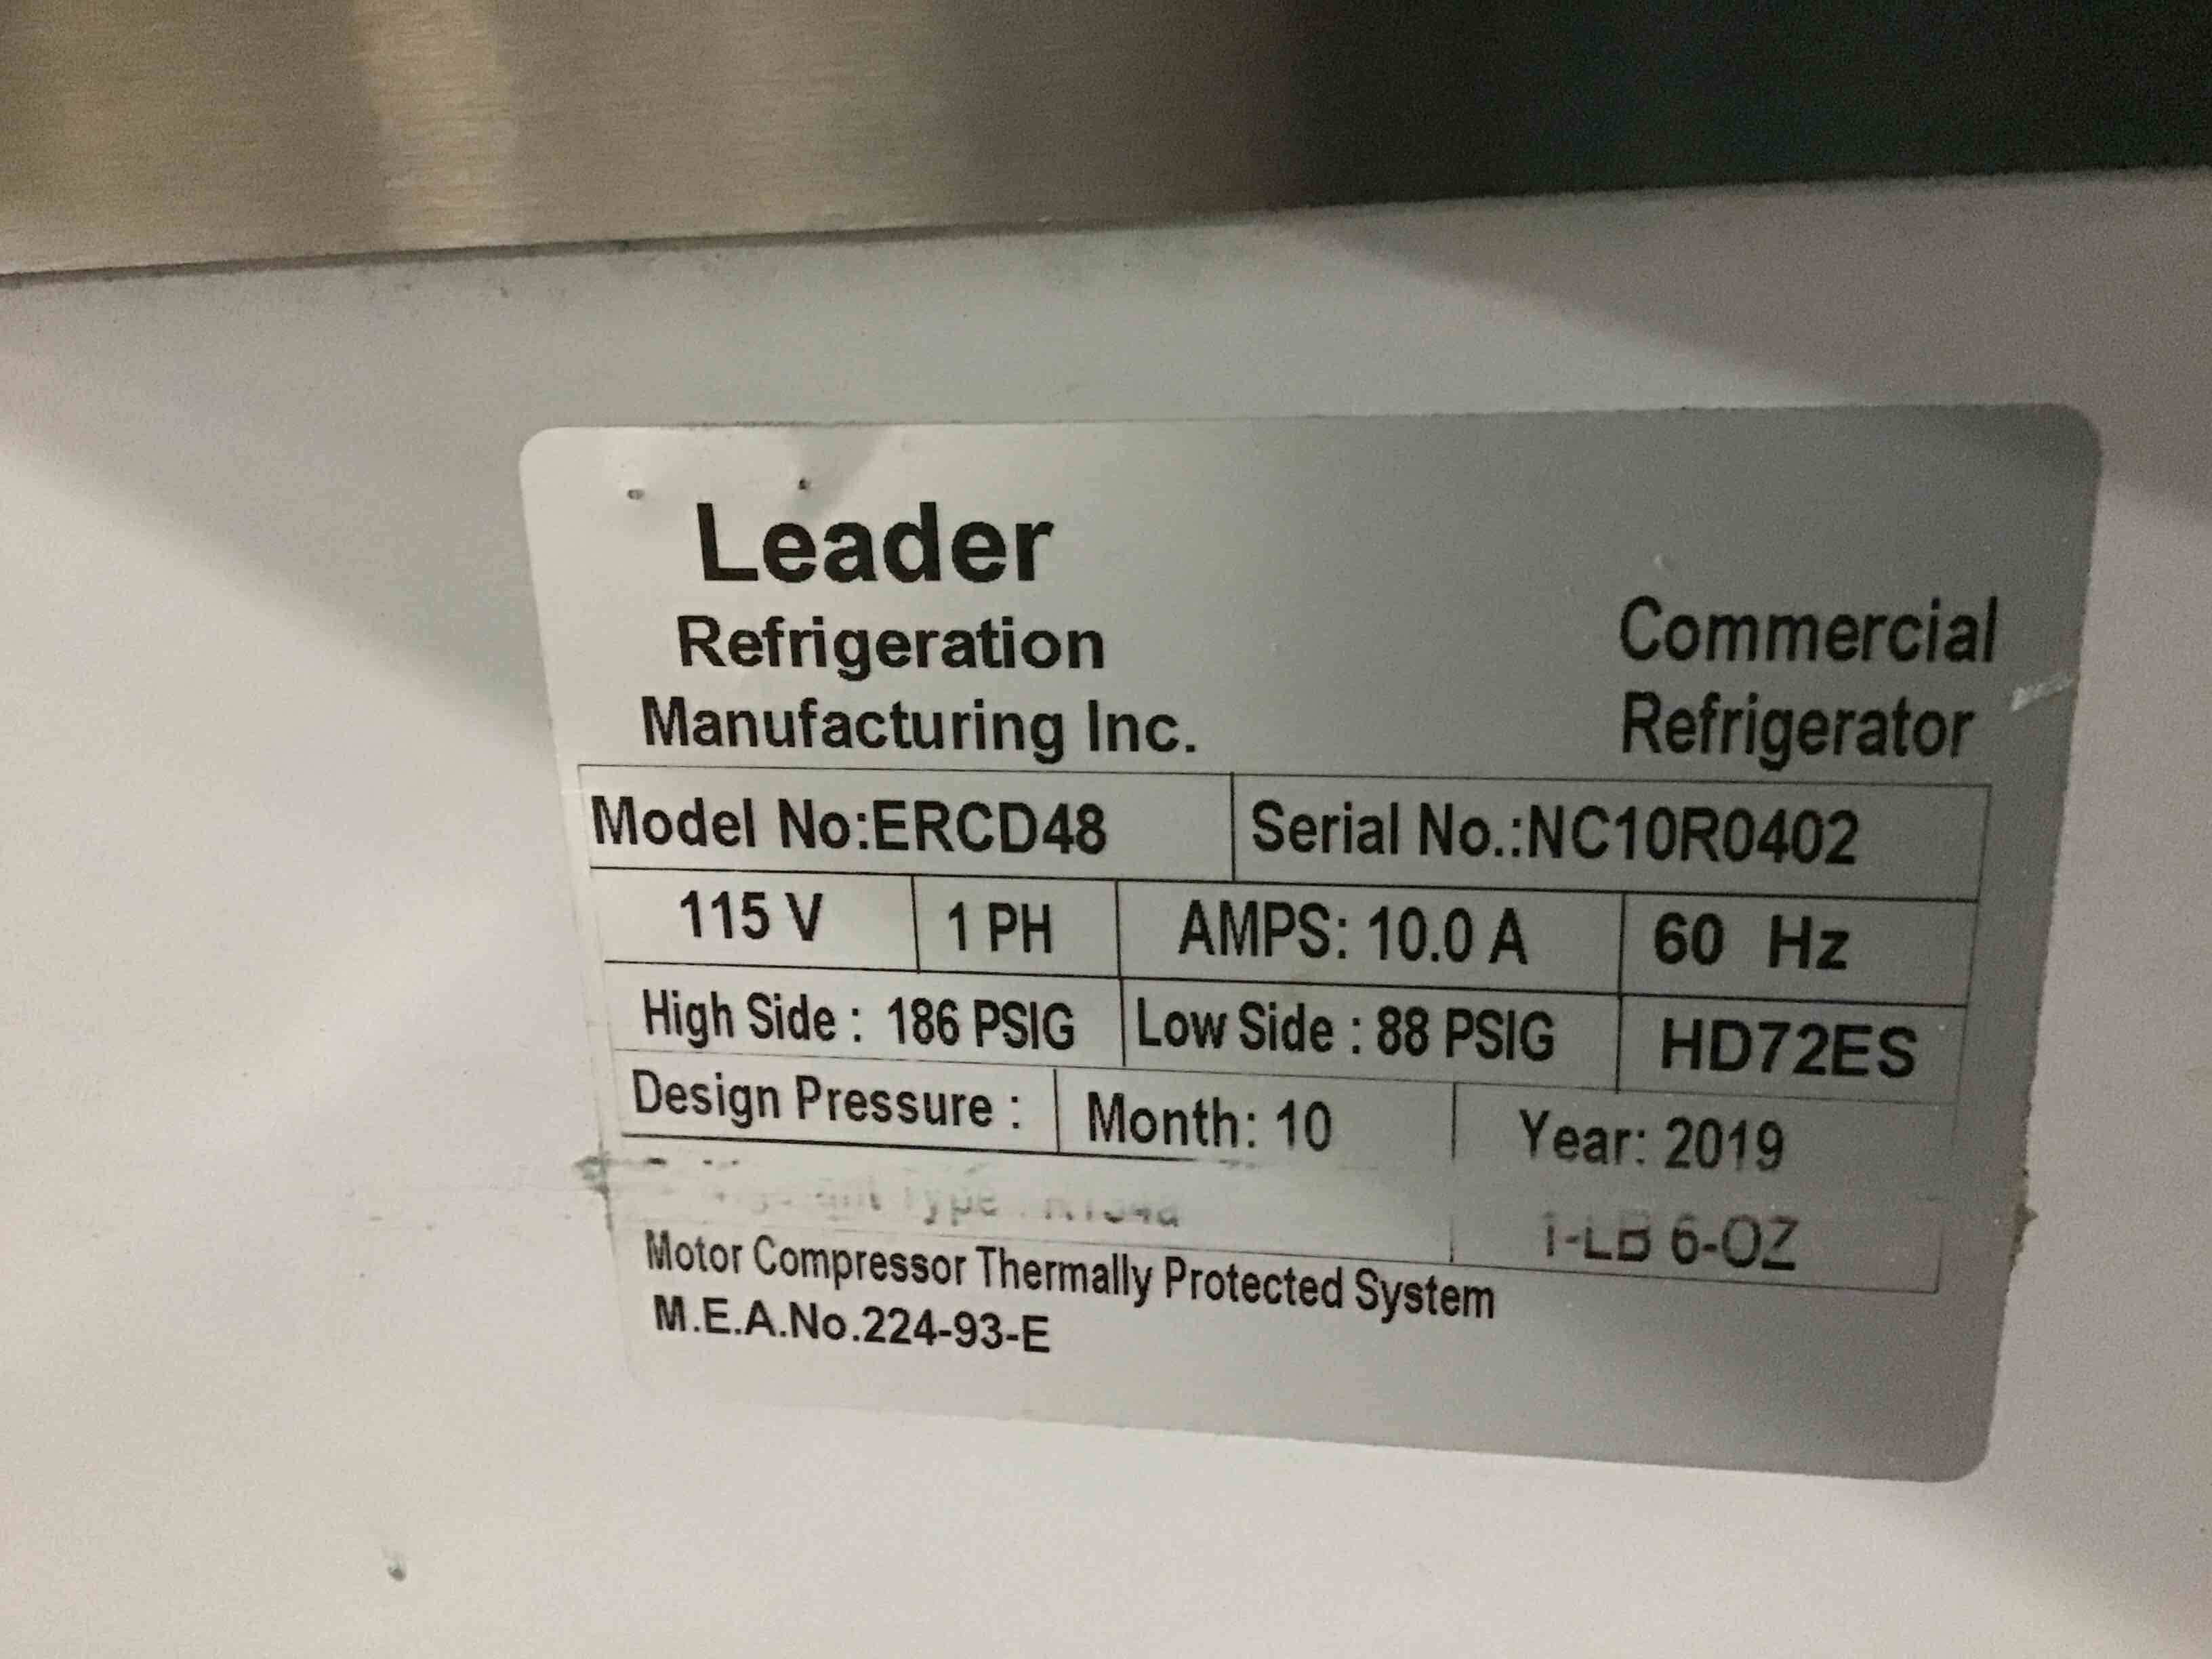 Leader
Refrigeration
Manufacturing Inc.
Commercial
Refrigerator
Model No:ERCD48 Serial No.:NC10R0402
115 V 1 PH AMPS: 10.0 A 60 Hz
High Side : 186 PSIG Low Side : 88 PSIG HD72ES
Design Pressure : Month: 10 Year: 2019
Type 1-LB 6-OZ
Motor Compressor Thermally Protected System
M.E.A.No.224-93-E